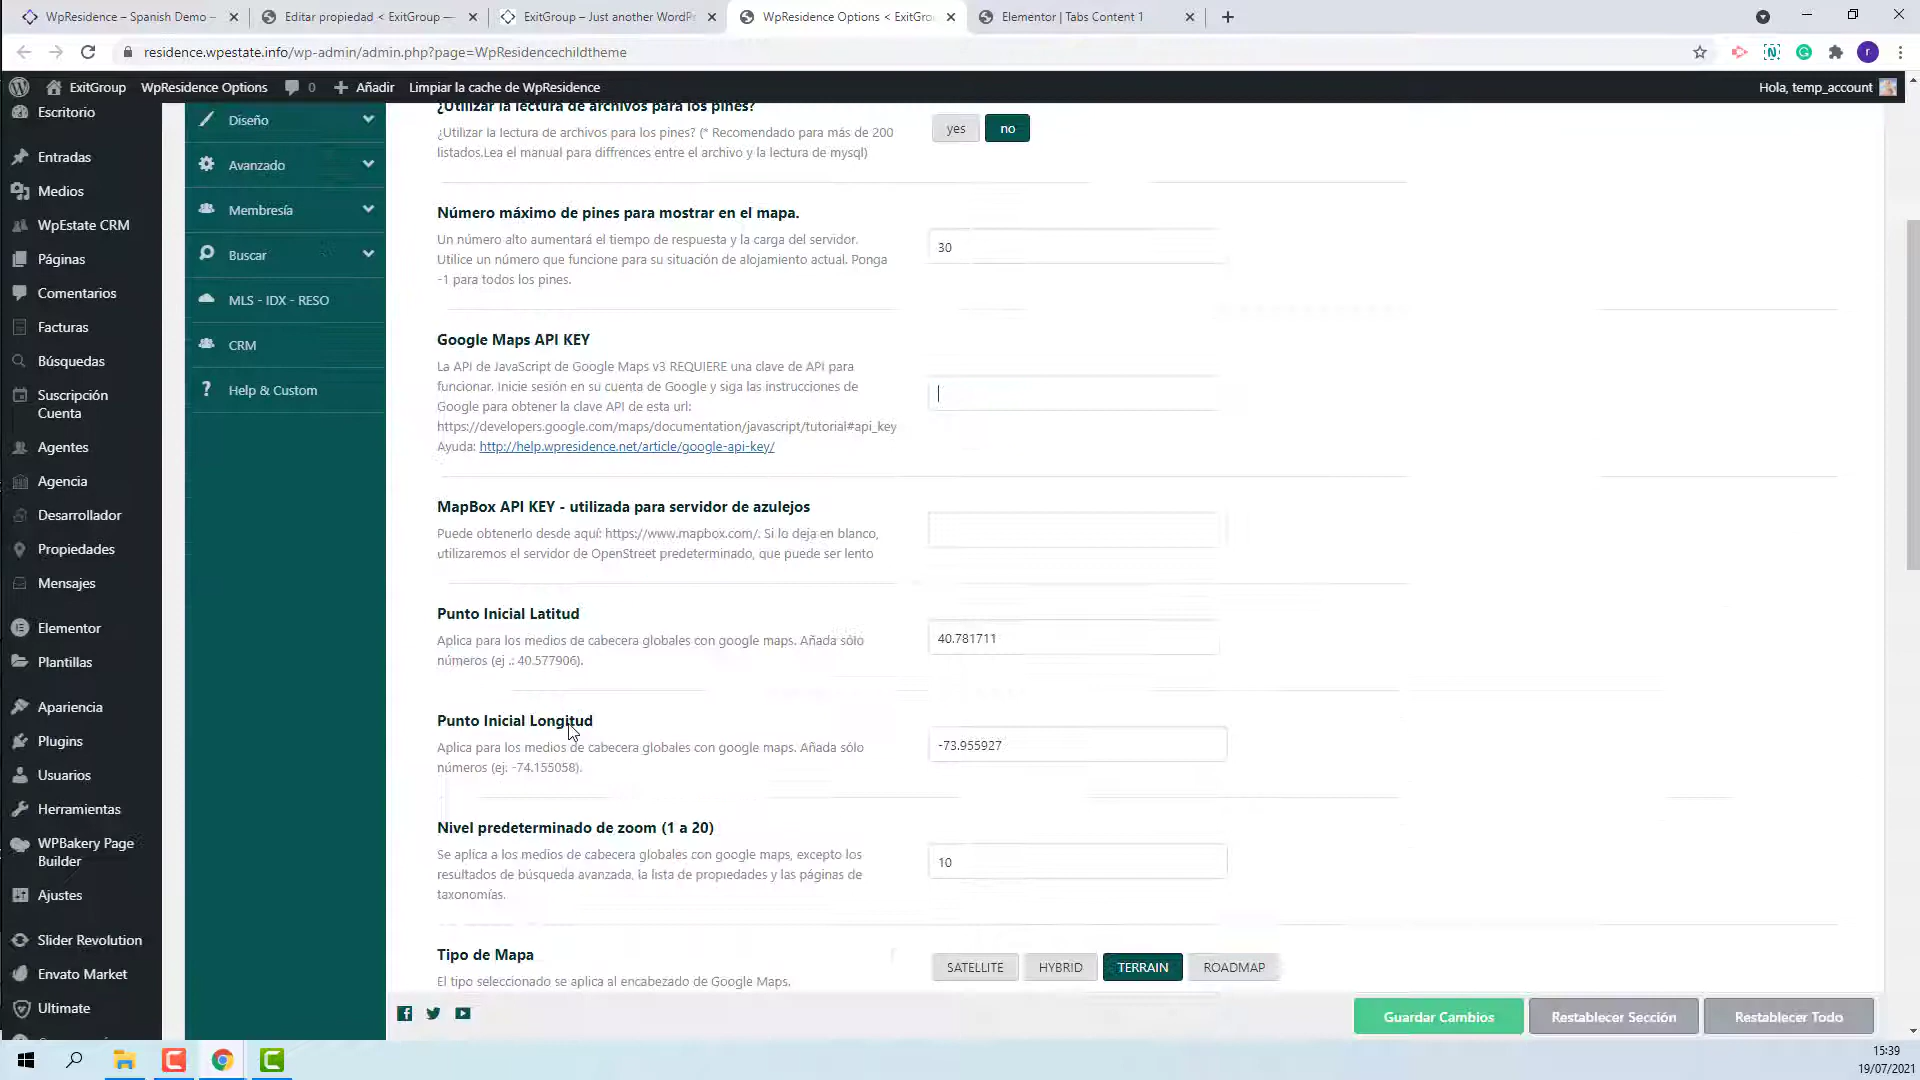 WpResidence – Spanish Demo –
Editar propiedad < ExitGroup —
ExitGroup – Just another WordPr
WpResidence Options < ExitGro
Elementor | Tabs Content 1
residence.wpestate.info/wp-admin/admin.php?page=WpResidencechildtheme
ExitGroup
WpResidence Options
0
Añadir
Limpiar la cache de WpResidence
Hola, temp_account
Escritorio
Entradas
Medios
WpEstate CRM
Páginas
Comentarios
Facturas
Búsquedas
Suscripción
Cuenta
Agentes
Agencia
Desarrollador
Propiedades
Mensajes
Elementor
Plantillas
Apariencia
Plugins
Usuarios
Herramientas
WPBakery Page
Builder
Ajustes
Slider Revolution
Envato Market
Ultimate
Diseño
Avanzado
Membresía
Buscar
MLS - IDX - RESO
CRM
Help & Custom
¿Utilizar la lectura de archivos para los pines?
¿Utilizar la lectura de archivos para los pines? (* Recomendado para más de 200
listados.Lea el manual para diffrences entre el archivo y la lectura de mysql)
yes
no
Número máximo de pines para mostrar en el mapa.
Un número alto aumentará el tiempo de respuesta y la carga del servidor.
Utilice un número que funcione para su situación de alojamiento actual. Ponga
-1 para todos los pines.
30
Google Maps API KEY
La API de JavaScript de Google Maps v3 REQUIERE una clave de API para
funcionar. Inicie sesión en su cuenta de Google y siga las instrucciones de
Google para obtener la clave API de esta url:
https://developers.google.com/maps/documentation/javascript/tutorial#api_key
Ayuda: http://help.wpresidence.net/article/google-api-key/
MapBox API KEY - utilizada para servidor de azulejos
Puede obtenerlo desde aquí: https://www.mapbox.com/. Si lo deja en blanco,
utilizaremos el servidor de OpenStreet predeterminado, que puede ser lento
Punto Inicial Latitud
Aplica para los medios de cabecera globales con google maps. Añada sólo
números (ej .: 40.577906).
40.781711
Punto Inicial Longitud
Aplica para los medios de cabecera globales con google maps. Añada sólo
números (ej. -74.155058).
-73.955927
Nivel predeterminado de zoom (1 a 20)
Se aplica a los medios de cabecera globales con google maps, excepto los
resultados de búsqueda avanzada, la lista de propiedades y las páginas de
taxonomías.
10
Tipo de Mapa
El tipo seleccionado se aplica al encabezado de Google Maps.
SATELLITE
HYBRID
TERRAIN
ROADMAP
Guardar Cambios
Restablecer Sección
Restablecer Todo
15:39
19/07/2021